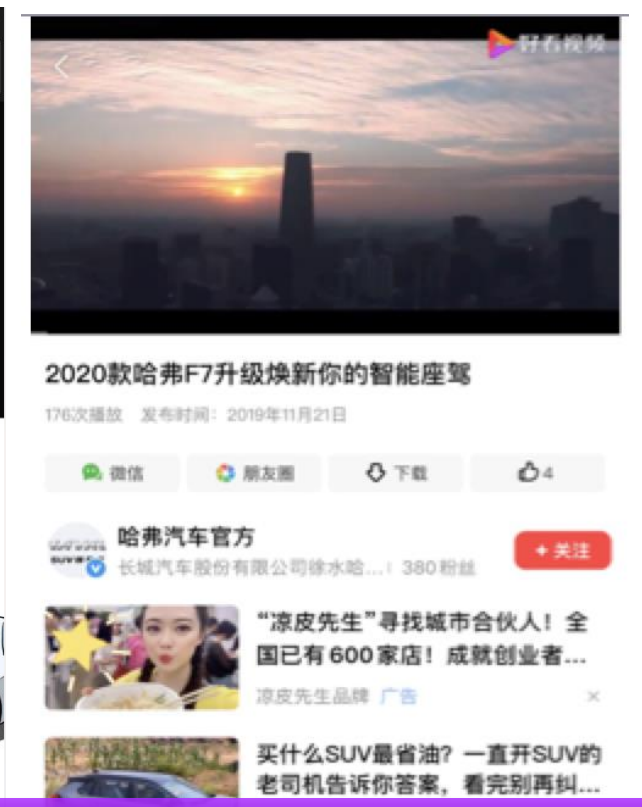 好看视频
2020款哈弗F7升级焕新你的智能座驾
176次播放 发布时间：2019年11月21日
微信 朋友圈 下载 4
哈弗汽车官方
长城汽车股份有限公司徐水哈... 380粉丝
+ 关注
“凉皮先生”寻找城市合伙人！全
国已有600家店！成就创业者...
凉皮先生品牌 广告
买什么SUV最省油？一直开SUV的
老司机告诉你答案，看完别再纠...